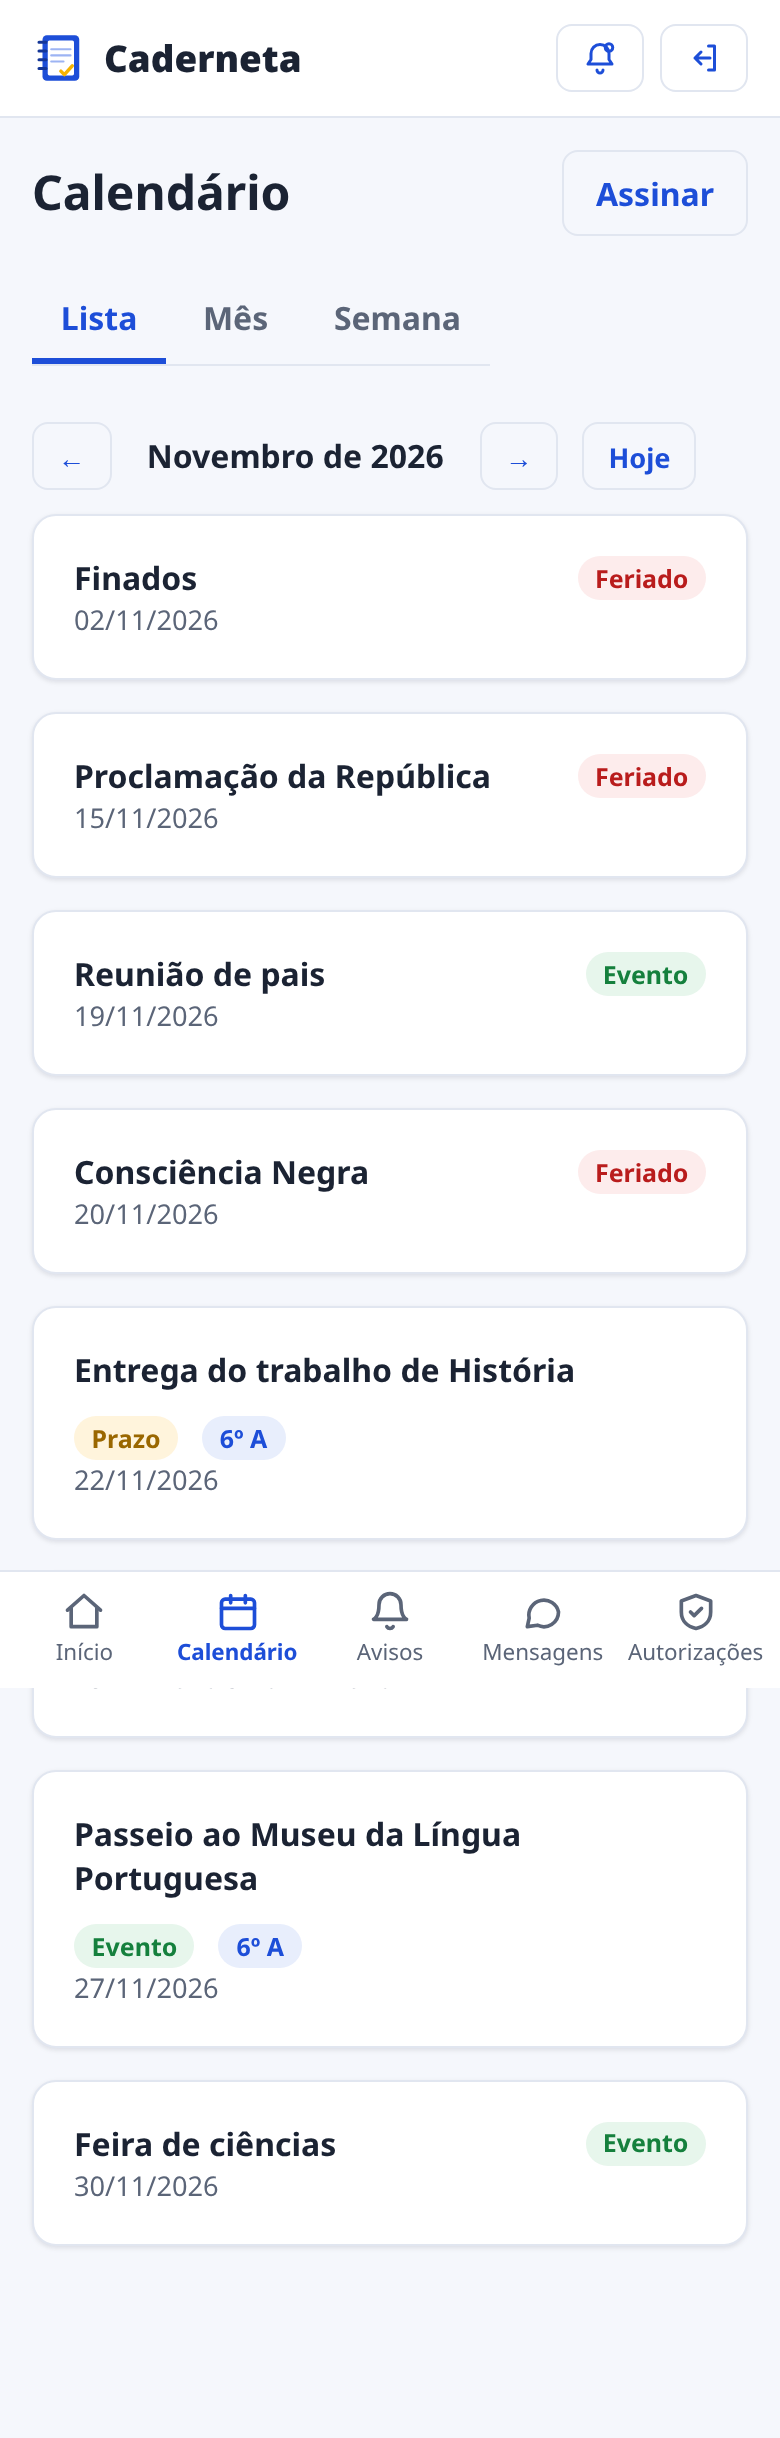 Caderneta
Calendário
Assinar
Lista
Mês
Semana
←
Novembro de 2026
→
Hoje
Finados
Feriado
02/11/2026
Proclamação da República
Feriado
15/11/2026
Reunião de pais
Evento
19/11/2026
Consciência Negra
Feriado
20/11/2026
Entrega do trabalho de História
Prazo
6º A
22/11/2026
Início
Calendário
Avisos
Mensagens
Autorizações
Passeio ao Museu da Língua
Portuguesa
Evento
6º A
27/11/2026
Feira de ciências
Evento
30/11/2026